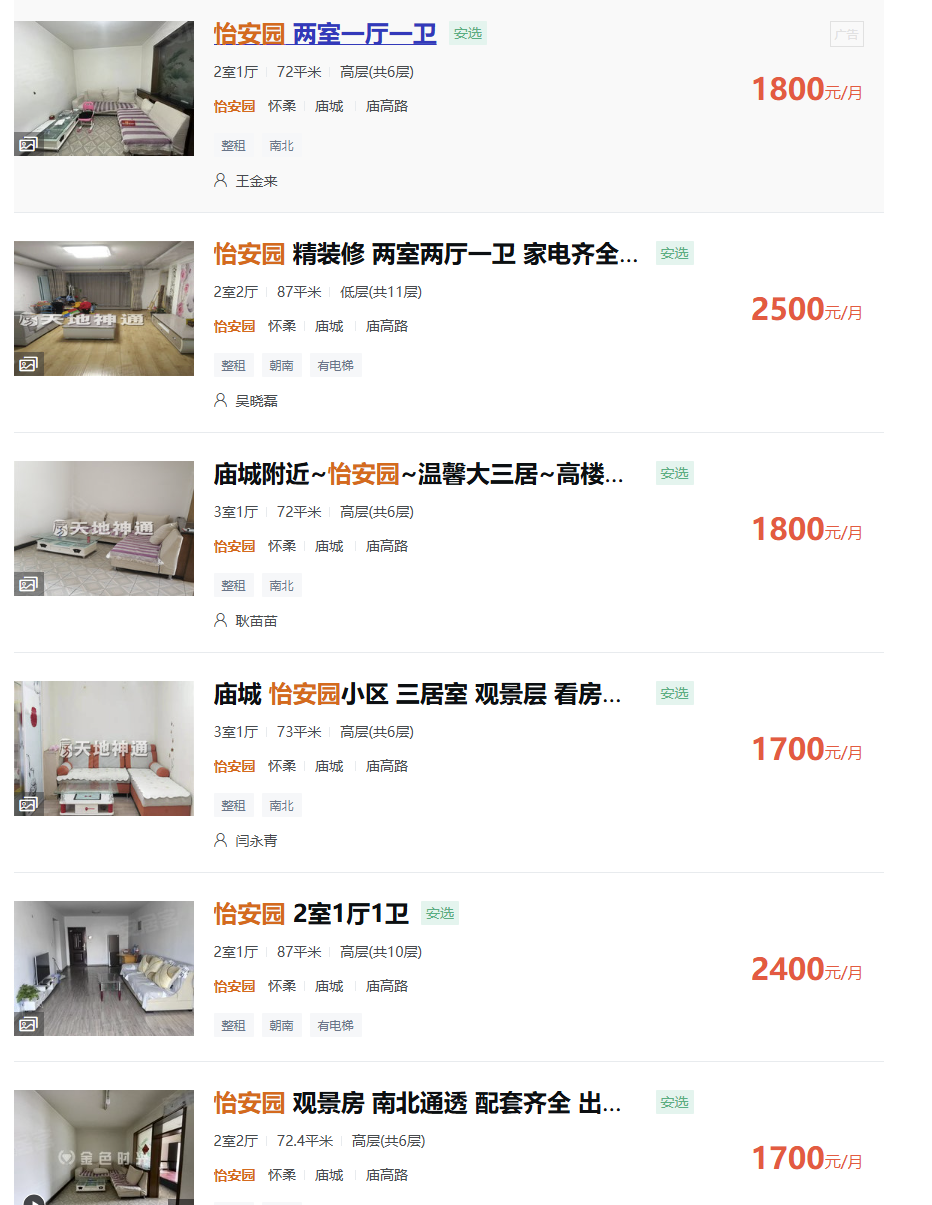 怡安园 两室一厅一卫 安选 广告
2室1厅 72平米 高层(共6层)
1800元/月
怡安园 怀柔 庙城 庙高路
整租 南北
王金来
怡安园 精装修 两室两厅一卫 家电齐全... 安选
2室2厅 87平米 低层(共11层)
2500元/月
天地神通
怡安园 怀柔 庙城 庙高路
整租 朝南 有电梯
吴晓磊
庙城附近~怡安园~温馨大三居~高楼... 安选
3室1厅 72平米 高层(共6层)
天地神通
1800元/月
怡安园 怀柔 庙城 庙高路
整租 南北
耿苗苗
庙城 怡安园小区 三居室 观景层 看房... 安选
3室1厅 73平米 高层(共6层)
天地神通
1700元/月
怡安园 怀柔 庙城 庙高路
整租 南北
闫永青
怡安园 2室1厅1卫 安选
2室1厅 87平米 高层(共10层)
2400元/月
怡安园 怀柔 庙城 庙高路
整租 朝南 有电梯
怡安园 观景房 南北通透 配套齐全 出... 安选
2室2厅 72.4平米 高层(共6层)
金色时光
1700元/月
怡安园 怀柔 庙城 庙高路